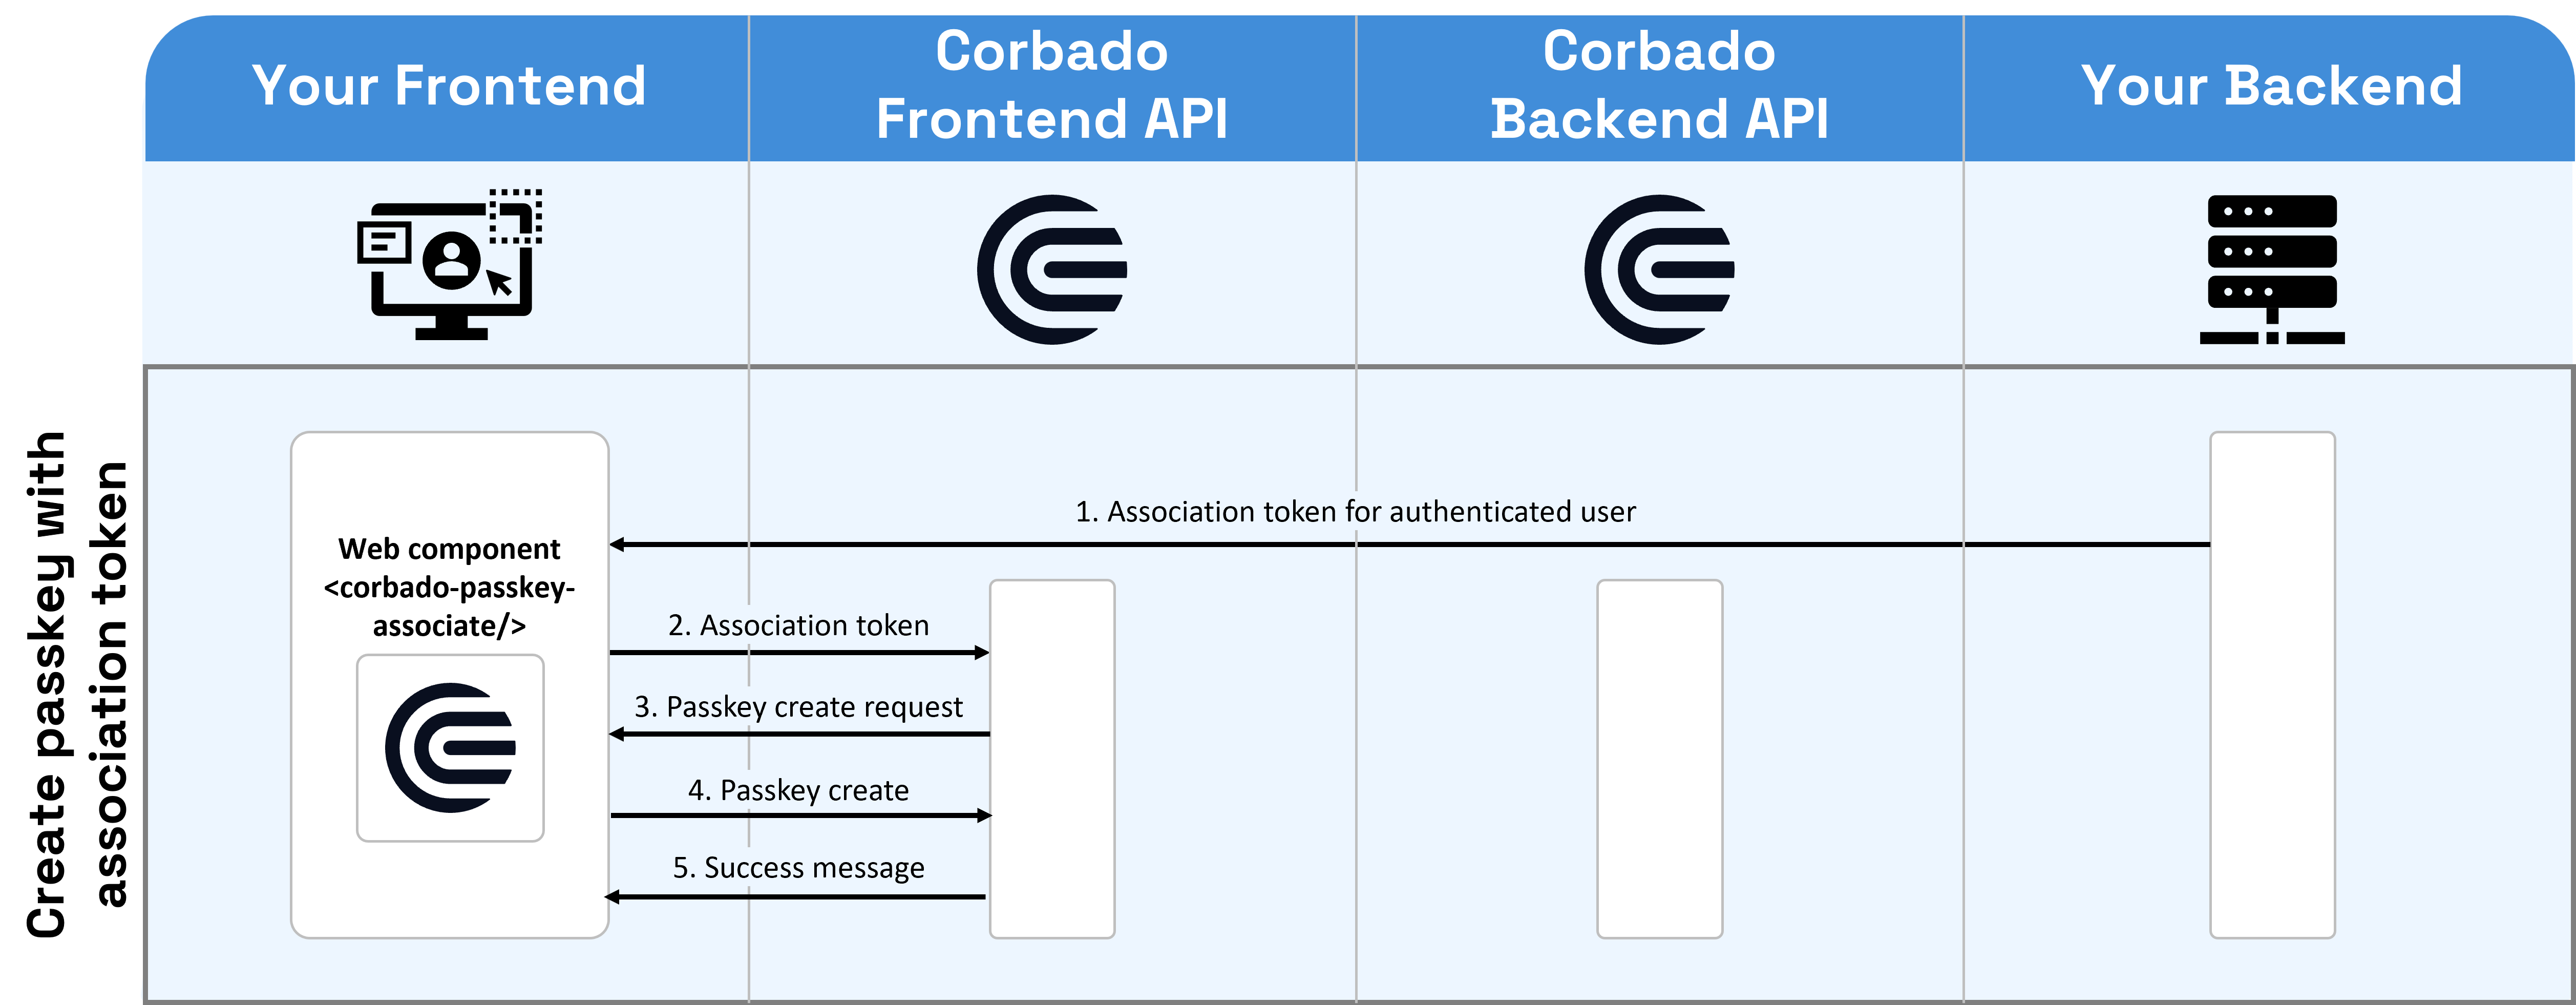 Your Frontend
Corbado
Frontend API
Corbado
Backend API
Your Backend
Create passkey with
association token
Web component
<corbado-passkey-
associate/>
1. Association token for authenticated user
2. Association token
3. Passkey create request
4. Passkey create
5. Success message